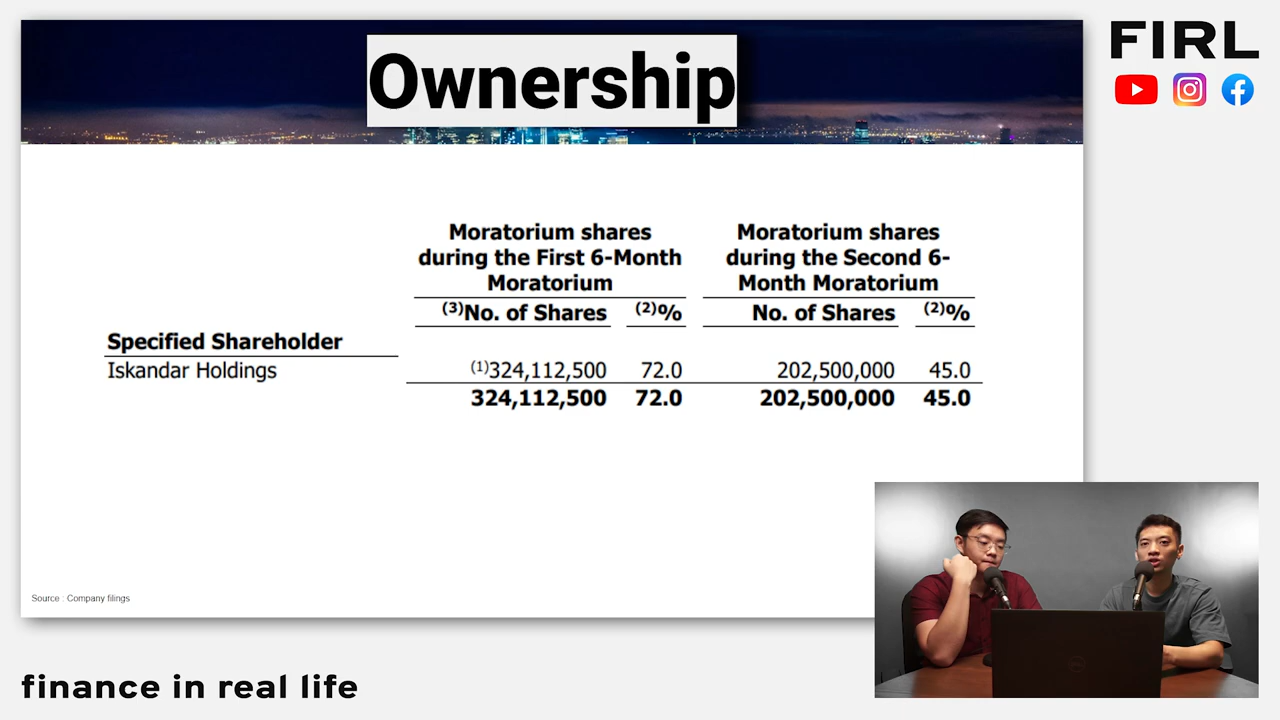 FIRL
Ownership
Moratorium shares
during the First 6-Month
Moratorium
Moratorium shares
during the Second 6-
Month Moratorium
(3)No. of Shares
(2)%
No. of Shares
(2)%
Specified Shareholder
Iskandar Holdings
(1)324,112,500
72.0
202,500,000
45.0
324,112,500
72.0
202,500,000
45.0
Source : Company filings
finance in real life